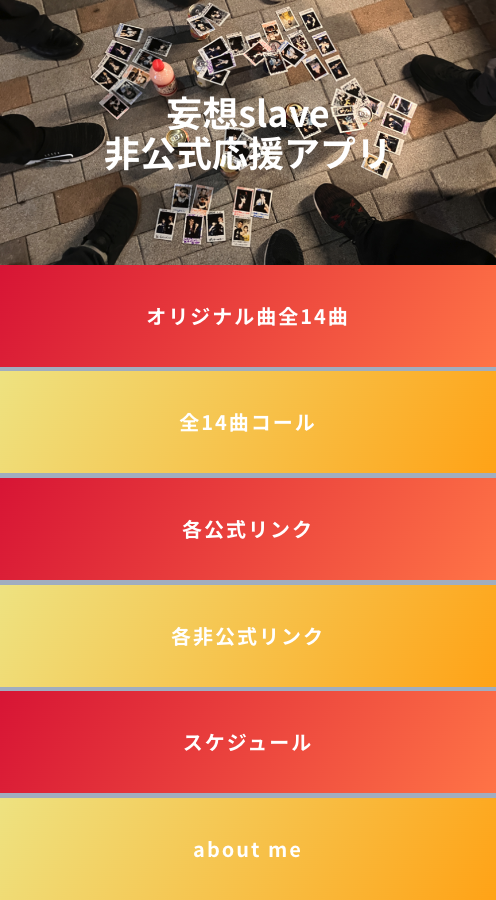 妄想slave
非公式応援アプリ
オリジナル曲全14曲
全14曲コール
各公式リンク
各非公式リンク
スケジュール
about me